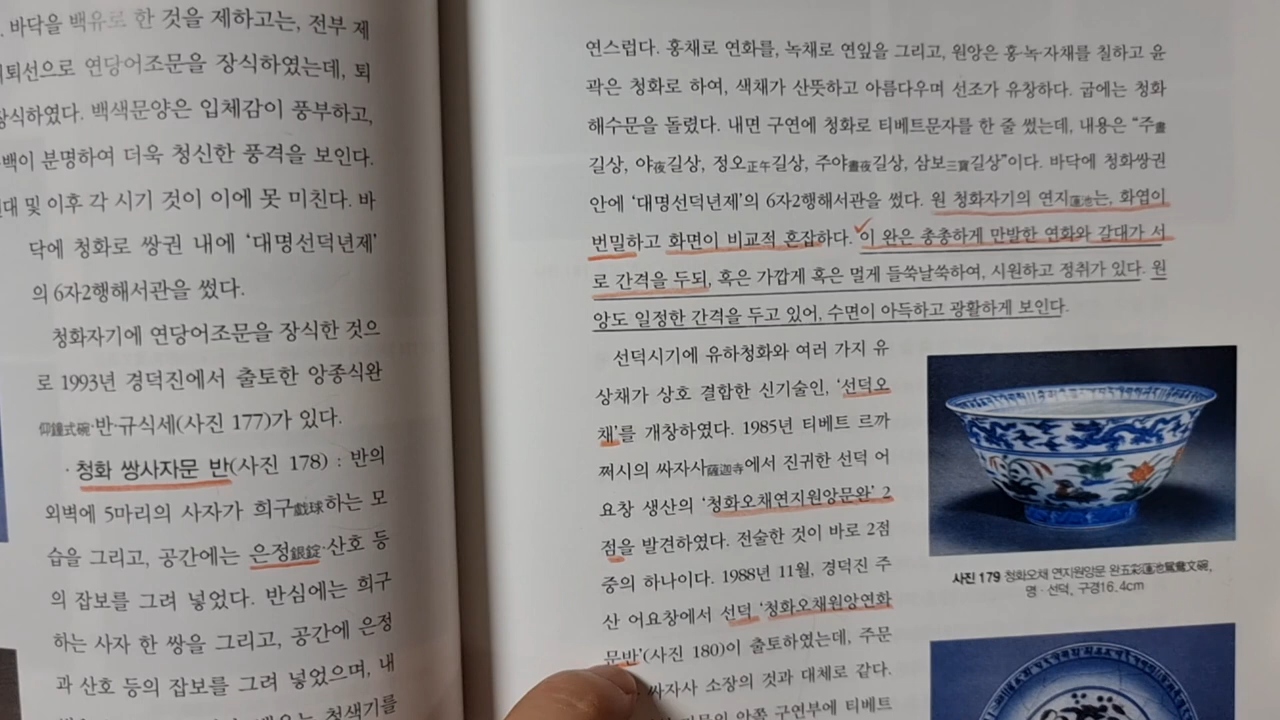 바닥을 백유로 한 것을 제하고는, 전부 제
퇴선으로 연당어조문을 장식하였는데, 퇴
장식하였다. 백색문양은 입체감이 풍부하고,
백이 분명하여 더욱 청신한 풍격을 보인다.
대 및 이후 각 시기 것이 이에 못 미친다. 바
닥에 청화로 쌍권 내에 ‘대명선덕년제’
의 6자2행해서관을 썼다.
청화자기에 연당어조문을 장식한 것으
로 1993년 경덕진에서 출토한 앙종식완
仰鐘式碗·반·규식세(사진 177)가 있다.
· 청화 쌍사자문 반(사진 178) : 반의
외벽에 5마리의 사자가 희구戱球하는 모
습을 그리고, 공간에는 은정銀錠·산호 등
의 잡보를 그려 넣었다. 반심에는 희구
하는 사자 한 쌍을 그리고, 공간에 은정
과 산호 등의 잡보를 그려 넣었으며, 내
청색기를
연스럽다. 홍채로 연화를, 녹채로 연잎을 그리고, 원앙은 홍·녹·자채를 칠하고 윤
곽은 청화로 하여, 색채가 산뜻하고 아름다우며 선조가 유창하다. 굽에는 청화
해수문을 돌렸다. 내면 구연에 청화로 티베트문자를 한 줄 썼는데, 내용은 “주晝
길상, 야夜길상, 정오正午길상, 주야晝夜길상, 삼보三寶길상”이다. 바닥에 청화쌍권
안에 ‘대명선덕년제’의 6자2행해서관을 썼다. 원 청화자기의 연지蓮池는, 화엽이
번밀하고 화면이 비교적 혼잡하다. 이 완은 총총하게 만발한 연화와 갈대가 서
로 간격을 두되, 혹은 가깝게 혹은 멀게 들쑥날쑥하여, 시원하고 정취가 있다. 원
앙도 일정한 간격을 두고 있어, 수면이 아득하고 광활하게 보인다.
선덕시기에 유하청화와 여러 가지 유
상채가 상호 결합한 신기술인, ‘선덕오
채’를 개창하였다. 1985년 티베트 르까
쩌시의 싸자사薩迦寺에서 진귀한 선덕 어
요창 생산의 ‘청화오채연지원앙문완’ 2
점을 발견하였다. 전술한 것이 바로 2점
중의 하나이다. 1988년 11월, 경덕진 주
산 어요창에서 선덕 ‘청화오채원앙연화
문반’(사진 180)이 출토하였는데, 주문
싸자사 소장의 것과 대체로 같다.
안쪽 구연부에 티베트
사진 179 청화오채 연지원앙문 완五彩蓮池鴛鴦文碗,
명·선덕, 구경16.4cm